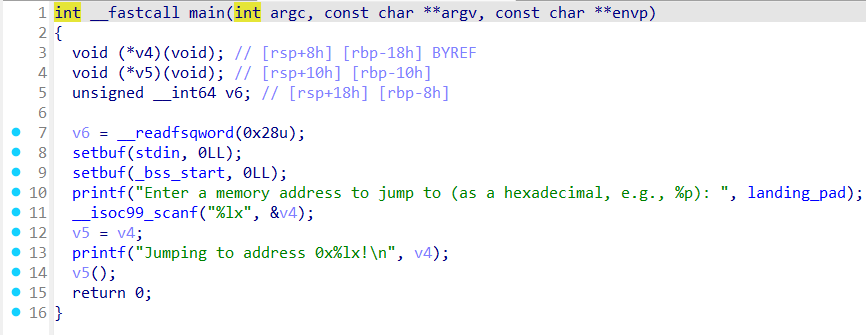 1 int __fastcall main(int argc, const char **argv, const char **envp)
2 {
3   void (*v4)(void); // [rsp+8h] [rbp-18h] BYREF
4   void (*v5)(void); // [rsp+10h] [rbp-10h]
5   unsigned __int64 v6; // [rsp+18h] [rbp-8h]
6
7   v6 = __readfsqword(0x28u);
8   setbuf(stdin, 0LL);
9   setbuf(_bss_start, 0LL);
10   printf("Enter a memory address to jump to (as a hexadecimal, e.g., %p): ", landing_pad);
11   __isoc99_scanf("%lx", &v4);
12   v5 = v4;
13   printf("Jumping to address 0x%lx!\n", v4);
14   v5();
15   return 0;
16 }